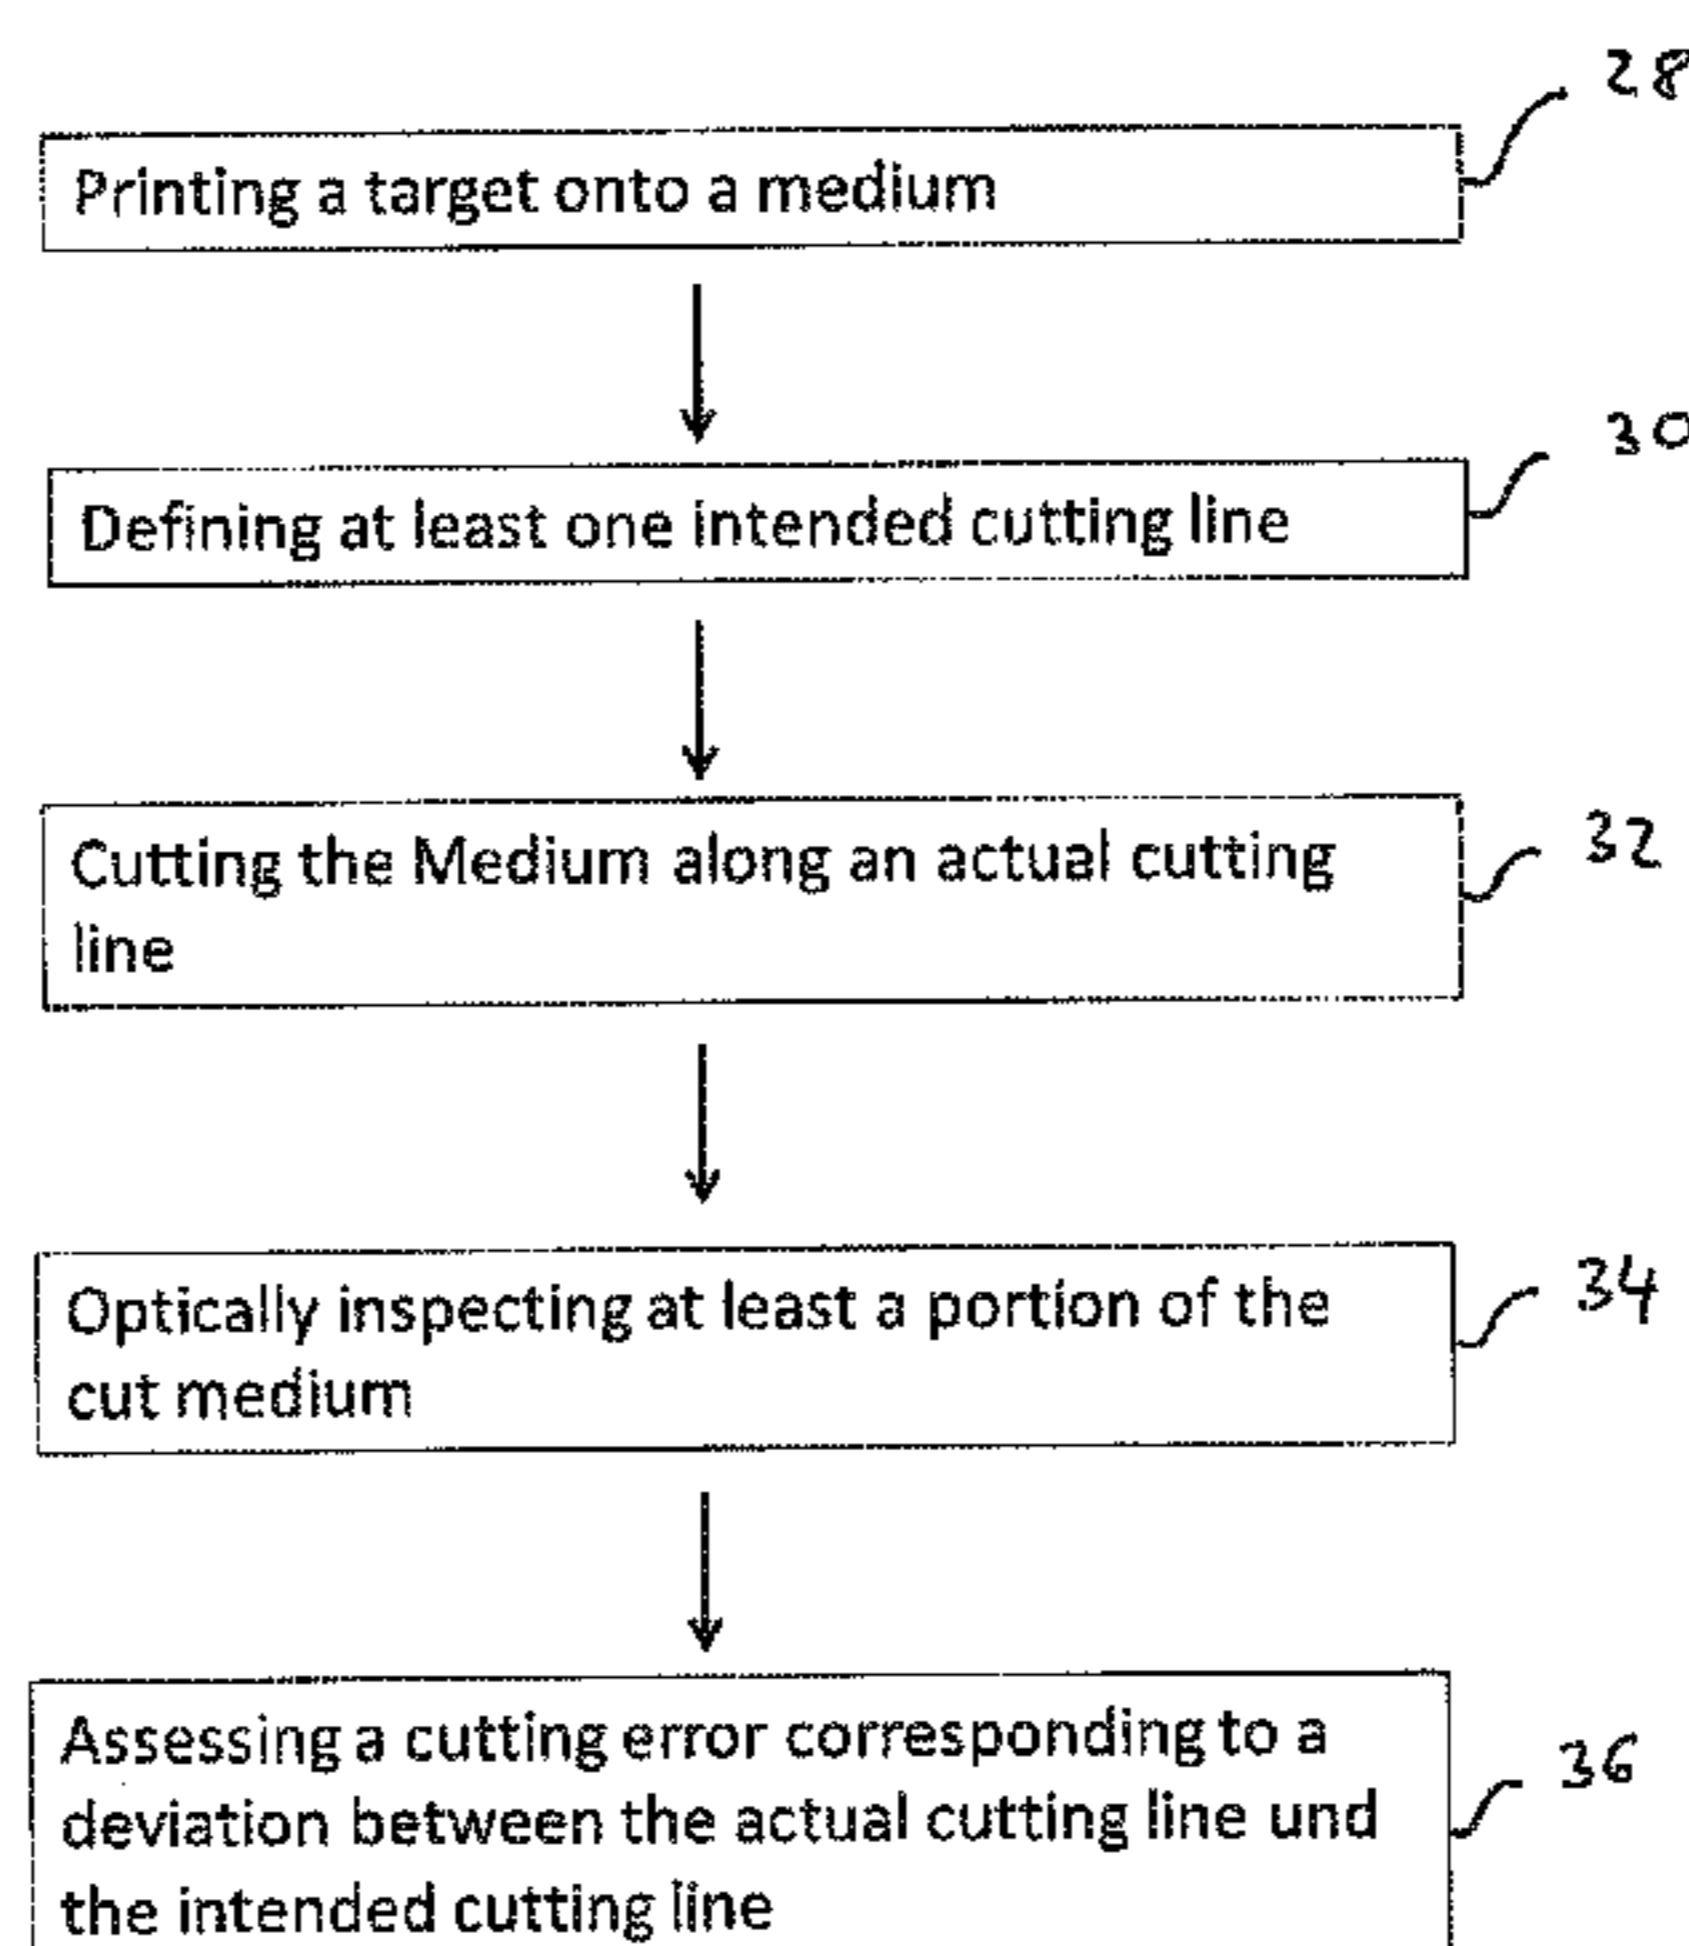 28
Printing a target onto a medium
30
Defining at least one intended cutting line
32
Cutting the Medium along an actual cutting
line
34
Optically inspecting at least a portion of the
cut medium
36
Assessing a cutting error corresponding to a
deviation between the actual cutting line und
the intended cutting line